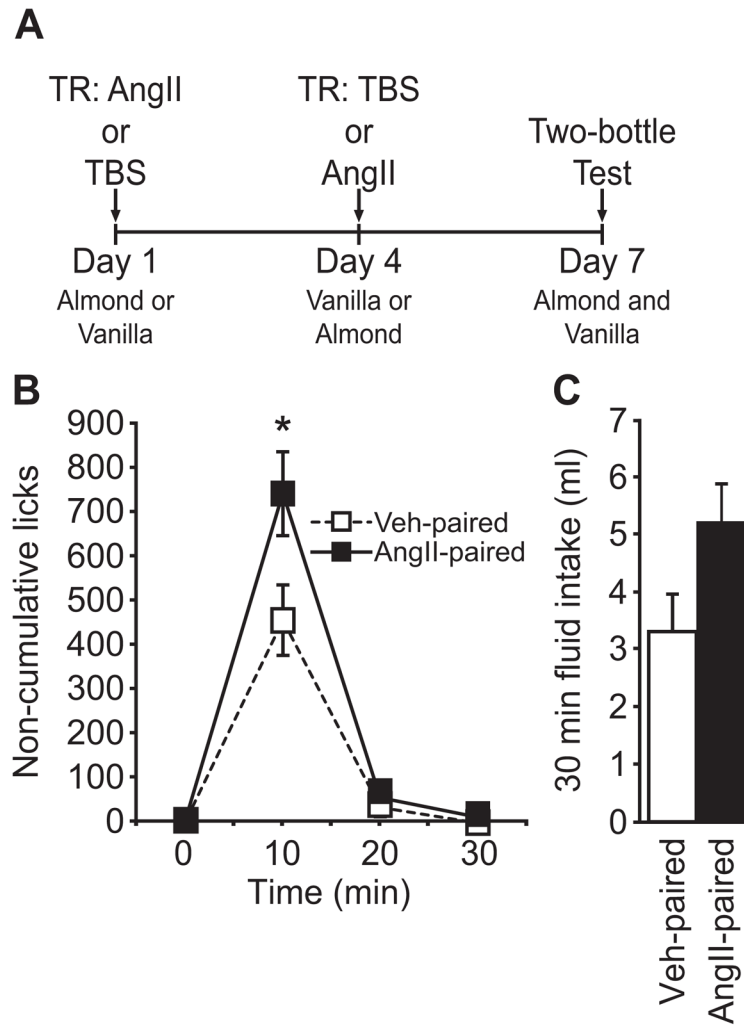 A
TR: AngII
or
TBS
TR: TBS
or
AngII
Two-bottle
Test
Day 1
Almond or
Vanilla
Day 4
Vanilla or
Almond
Day 7
Almond and
Vanilla
B
Non-cumulative licks
900
800
700
600
500
400
300
200
100
0
*
Veh-paired
AngII-paired
0 10 20 30
Time (min)
C
30 min fluid intake (ml)
7
6
5
4
3
2
1
0
Veh-paired
AngII-paired